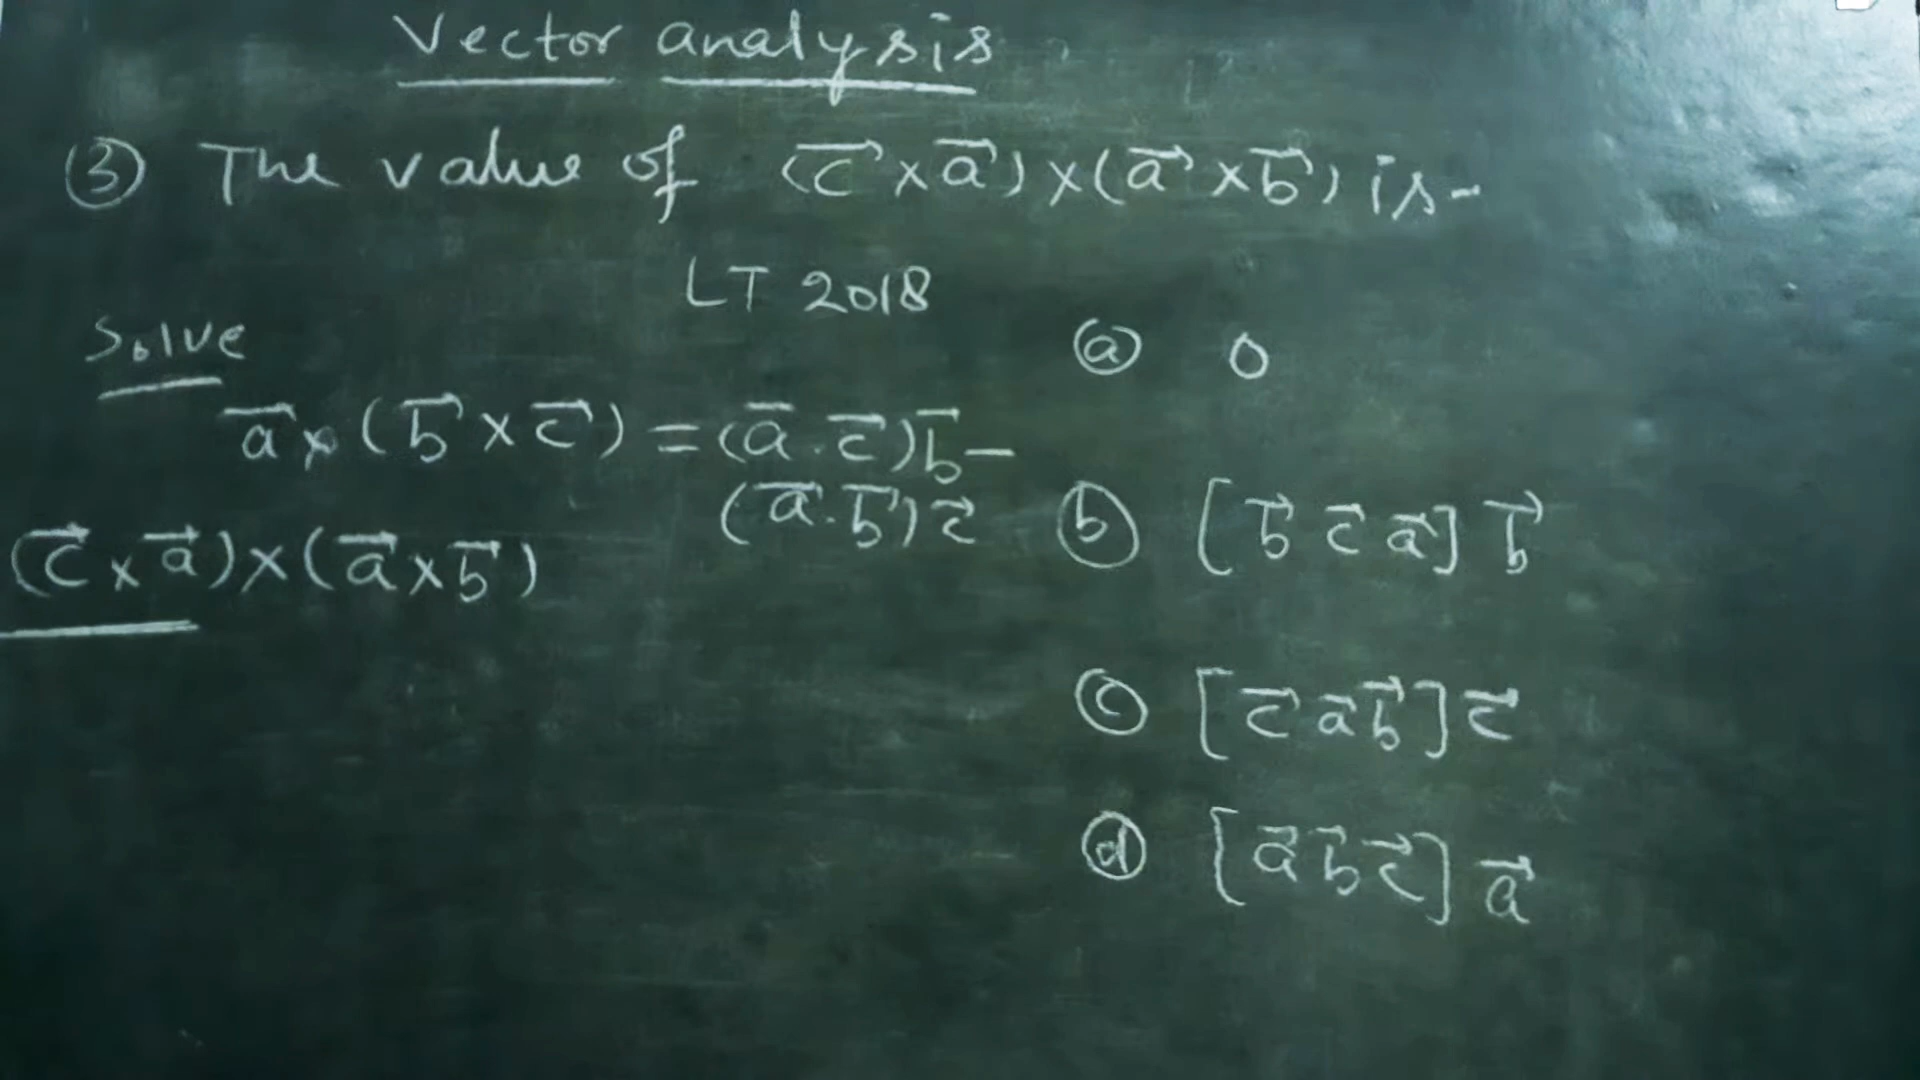 Vector analysis
③ The value of (c⃗ × a⃗) × (a⃗ × b⃗) is-
LT 2018
Solve
a⃗ × (b⃗ × c⃗) = (a⃗ . c⃗) b⃗ -
(a⃗ . b⃗) c⃗
(c⃗ × a⃗) × (a⃗ × b⃗)
ⓐ 0
ⓑ [b⃗ c⃗ a⃗] b⃗
ⓒ [c⃗ a⃗ b⃗] c⃗
ⓓ [a⃗ b⃗ c⃗] a⃗